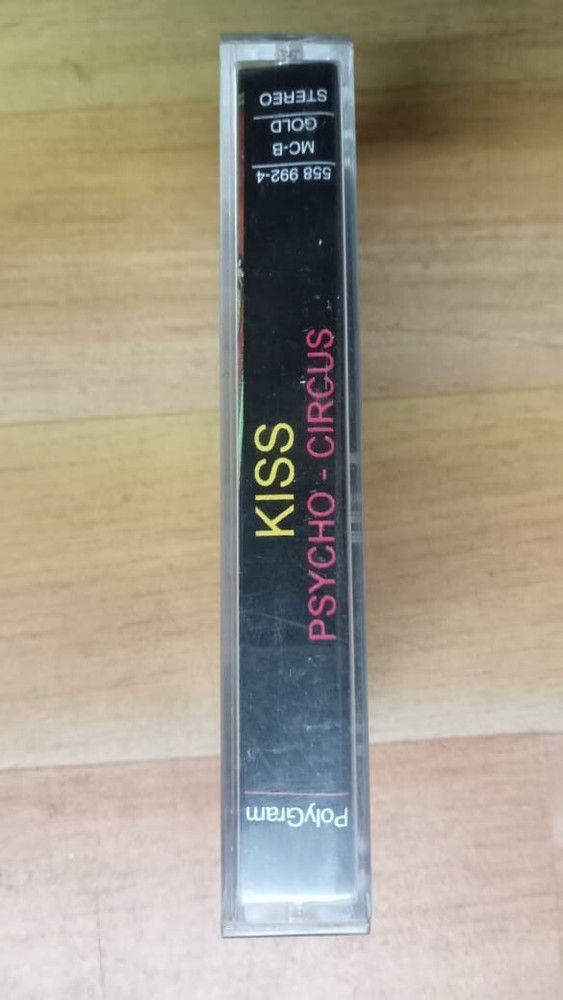 STEREO
GOLD
MC-B
558 992-4
KISS
PSYCHO - CIRCUS
PolyGram